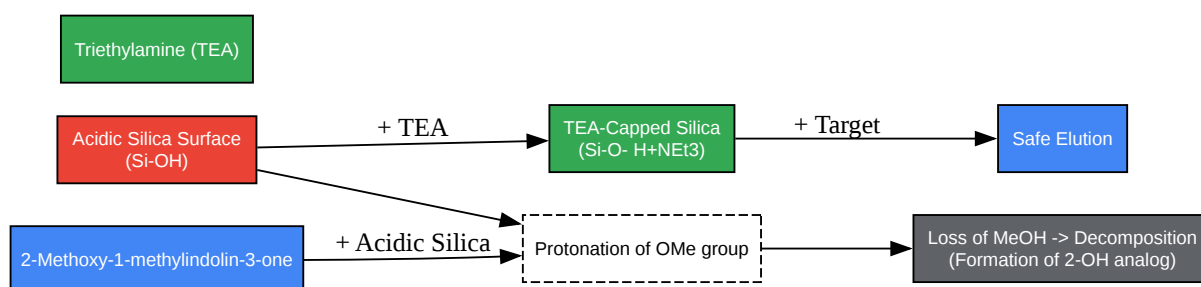 Triethylamine (TEA)
Acidic Silica Surface
(Si-OH)
+ TEA
TEA-Capped Silica
(Si-O- H+NEt3)
+ Target
Safe Elution
2-Methoxy-1-methylindolin-3-one
+ Acidic Silica
Protonation of OMe group
Loss of MeOH -> Decomposition
(Formation of 2-OH analog)